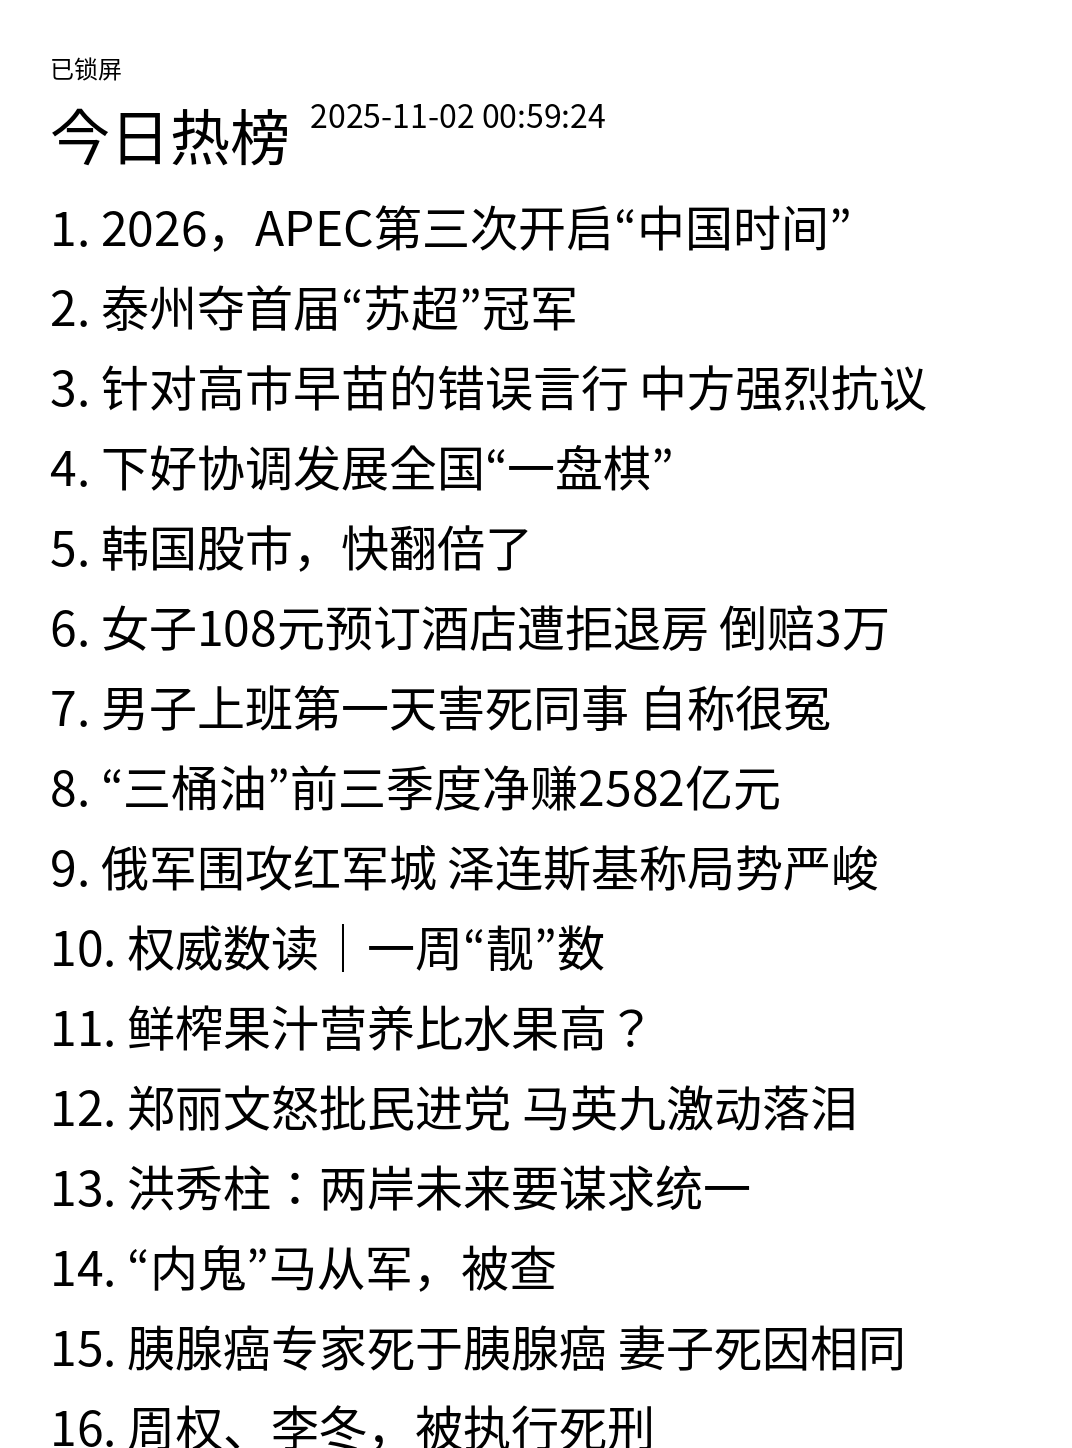 已锁屏
今日热榜 2025-11-02 00:59:24
1. 2026，APEC第三次开启“中国时间”
2. 泰州夺首届“苏超”冠军
3. 针对高市早苗的错误言行 中方强烈抗议
4. 下好协调发展全国“一盘棋”
5. 韩国股市，快翻倍了
6. 女子108元预订酒店遭拒退房 倒赔3万
7. 男子上班第一天害死同事 自称很冤
8. “三桶油”前三季度净赚2582亿元
9. 俄军围攻红军城 泽连斯基称局势严峻
10. 权威数读｜一周“靓”数
11. 鲜榨果汁营养比水果高？
12. 郑丽文怒批民进党 马英九激动落泪
13. 洪秀柱：两岸未来要谋求统一
14. “内鬼”马从军，被查
15. 胰腺癌专家死于胰腺癌 妻子死因相同
16. 周权、李冬，被执行死刑